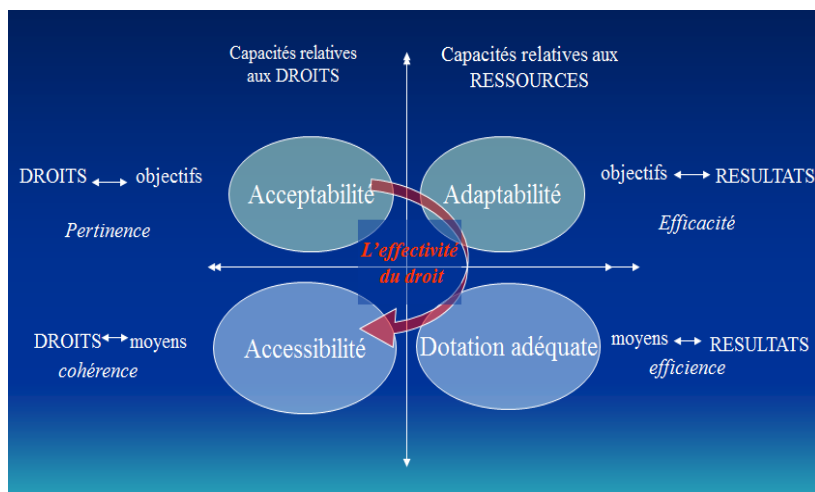 Capacités relatives
aux DROITS
Capacités relatives aux
RESSOURCES
DROITS ↔ objectifs
Pertinence
Acceptabilité
Adaptabilité
objectifs ↔ RESULTATS
Efficacité
L'effectivité
du droit
DROITS ↔ moyens
cohérence
Accessibilité
Dotation adéquate
moyens ↔ RESULTATS
efficience